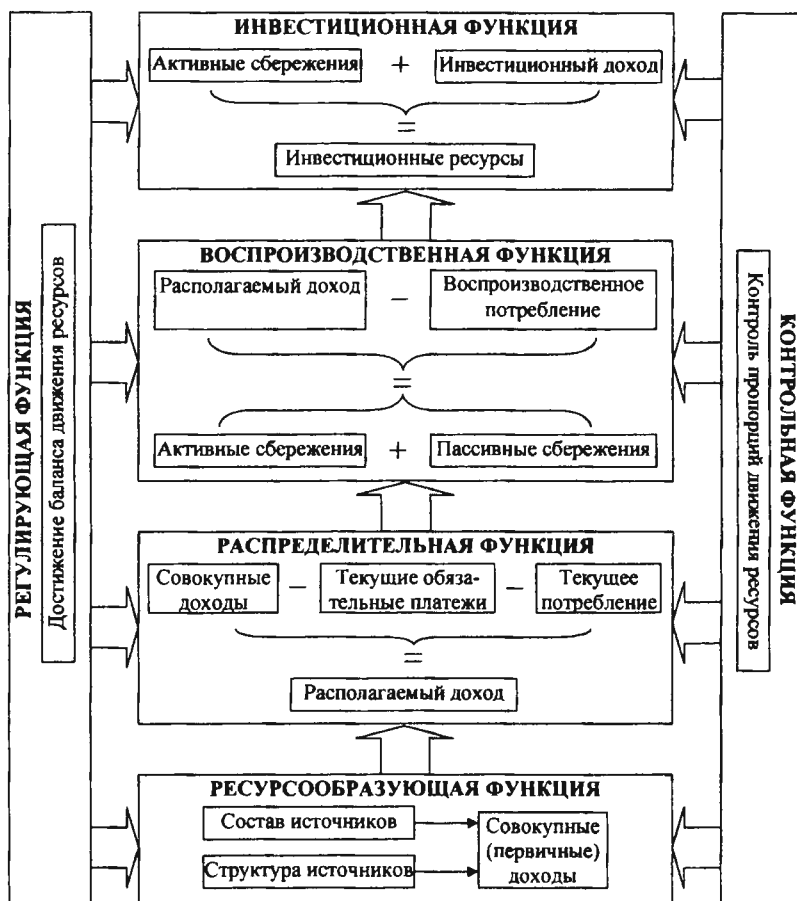 ИНВЕСТИЦИОННАЯ ФУНКЦИЯ
Активные сбережения + Инвестиционный доход
=
Инвестиционные ресурсы
ВОСПРОИЗВОДСТВЕННАЯ ФУНКЦИЯ
Располагаемый доход − Воспроизводственное
потребление
=
Активные сбережения + Пассивные сбережения
РАСПРЕДЕЛИТЕЛЬНАЯ ФУНКЦИЯ
Совокупные
доходы
−
Текущие обяза-
тельные платежи
−
Текущее
потребление
=
Располагаемый доход
РЕСУРСООБРАЗУЮЩАЯ ФУНКЦИЯ
Состав источников
Структура источников
Совокупные
(первичные)
доходы
РЕГУЛИРУЮЩАЯ ФУНКЦИЯ
Достижение баланса движения ресурсов
КОНТРОЛЬНАЯ ФУНКЦИЯ
Контроль пропорций движения ресурсов